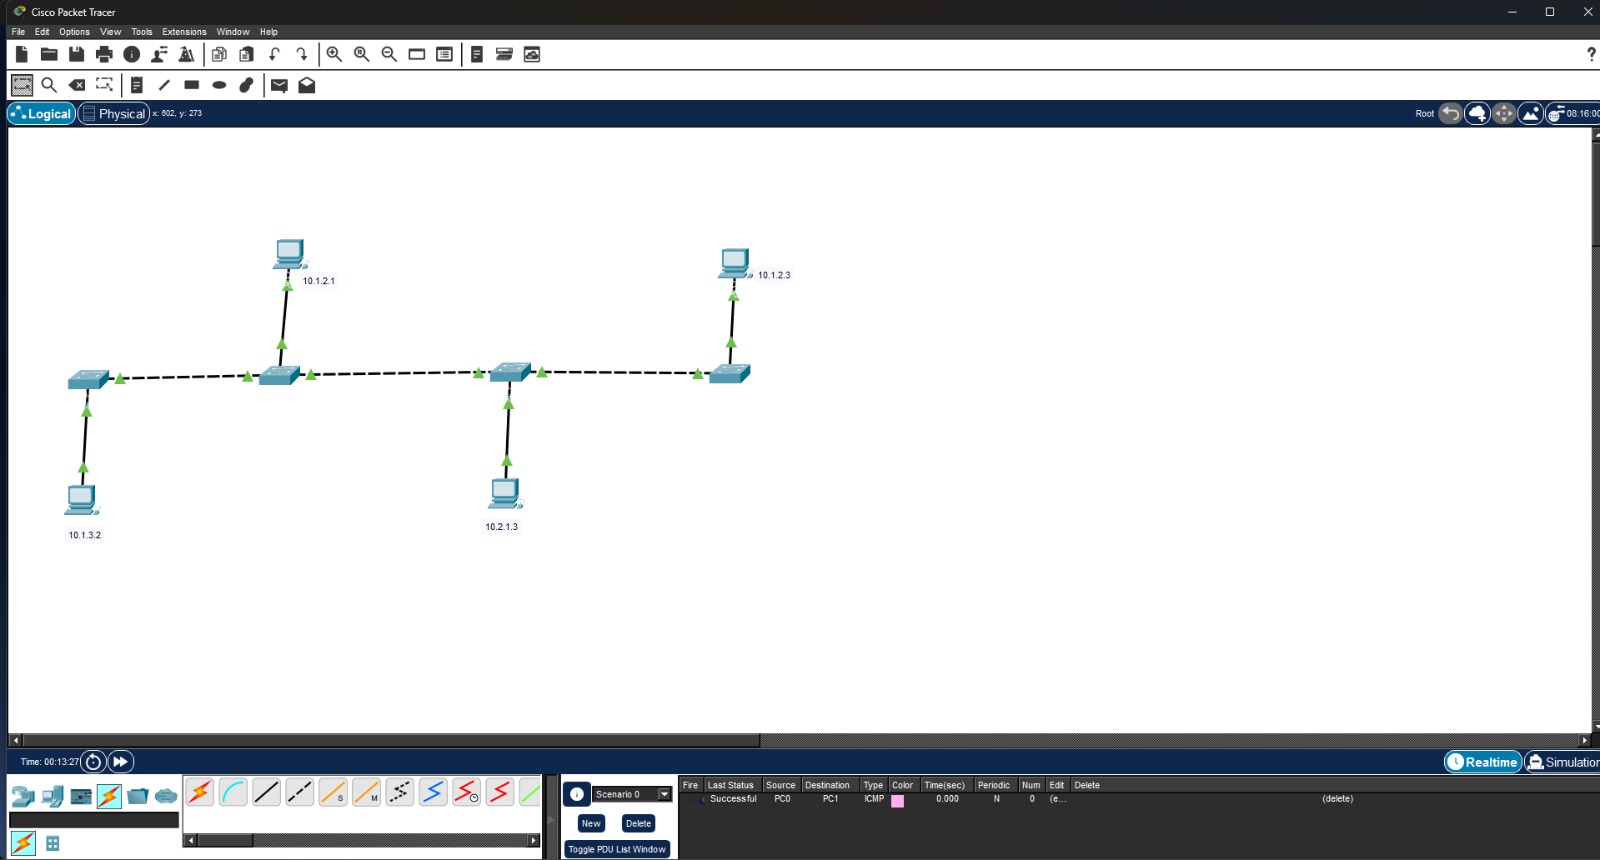 Cisco Packet Tracer
File Edit Options View Tools Extensions Window Help
?
Logical Physical x: 602, y: 273 Root 08:16:00
10.1.2.1
10.1.2.3
10.1.3.2
10.2.1.3
Time: 00:13:27 Realtime Simulation
Scenario 0
New Delete
Toggle PDU List Window
Fire Last Status Source Destination Type Color Time(sec) Periodic Num Edit Delete
Successful PC0 PC1 ICMP 0.000 N 0 (e... (delete)
S M